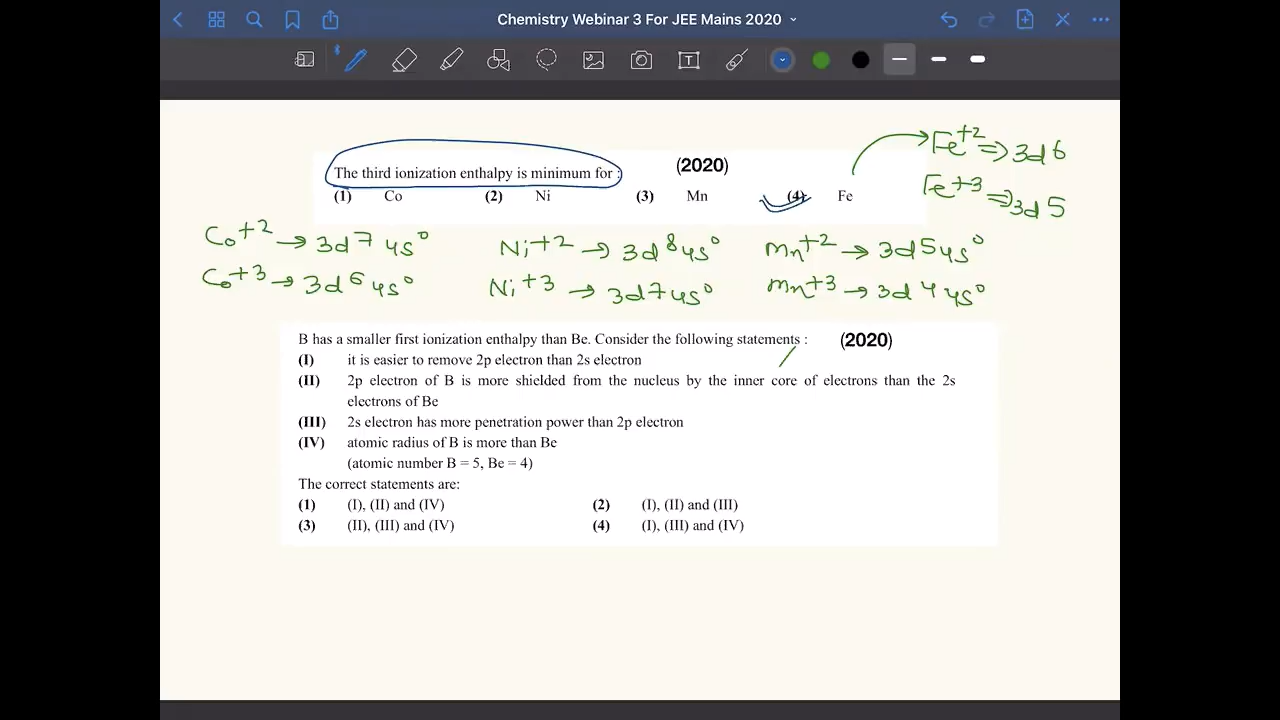 Chemistry Webinar 3 For JEE Mains 2020
The third ionization enthalpy is minimum for : (2020)
(1) Co (2) Ni (3) Mn (4) Fe
Fe+2 ⇒ 3d6
Fe+3 ⇒ 3d5
Co+2 → 3d7 4s0 Ni+2 → 3d8 4s0 Mn+2 → 3d5 4s0
Co+3 → 3d6 4s0 Ni+3 → 3d7 4s0 Mn+3 → 3d4 4s0
B has a smaller first ionization enthalpy than Be. Consider the following statements : (2020)
(I) it is easier to remove 2p electron than 2s electron
(II) 2p electron of B is more shielded from the nucleus by the inner core of electrons than the 2s
electrons of Be
(III) 2s electron has more penetration power than 2p electron
(IV) atomic radius of B is more than Be
(atomic number B = 5, Be = 4)
The correct statements are:
(1) (I), (II) and (IV) (2) (I), (II) and (III)
(3) (II), (III) and (IV) (4) (I), (III) and (IV)